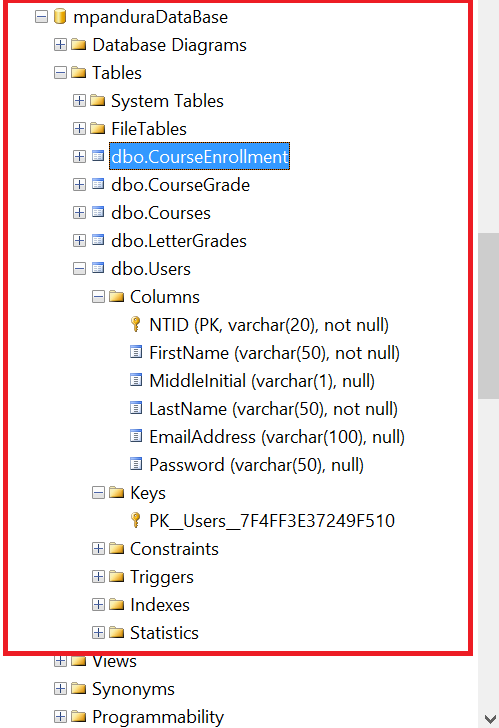 mpanduraDataBase
Database Diagrams
Tables
System Tables
FileTables
dbo.CourseEnrollment
dbo.CourseGrade
dbo.Courses
dbo.LetterGrades
dbo.Users
Columns
NTID (PK, varchar(20), not null)
FirstName (varchar(50), not null)
MiddleInitial (varchar(1), null)
LastName (varchar(50), not null)
EmailAddress (varchar(100), null)
Password (varchar(50), null)
Keys
PK__Users__7F4FF3E37249F510
Constraints
Triggers
Indexes
Statistics
Views
Synonyms
Programmability